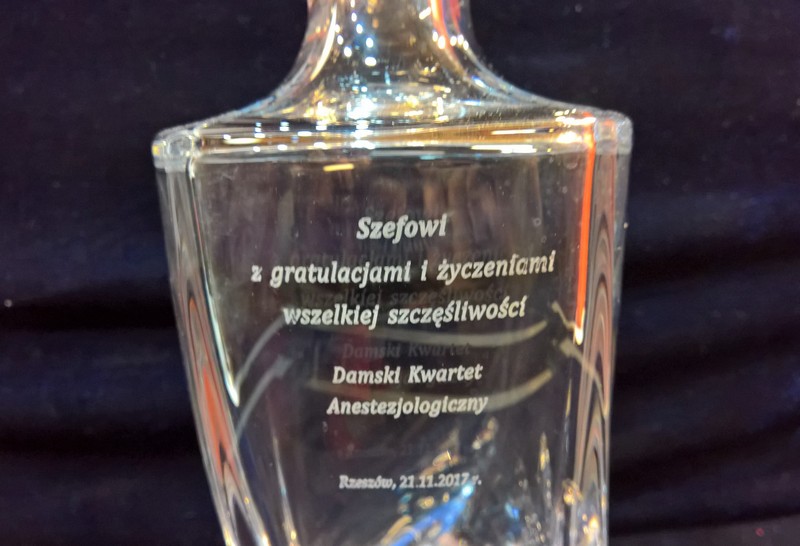 Szefowi
z gratulacjami i życzeniami
wszelkiej szczęśliwości
Damski Kwartet
Anestezjologiczny
Rzeszów, 21.11.2017 r.